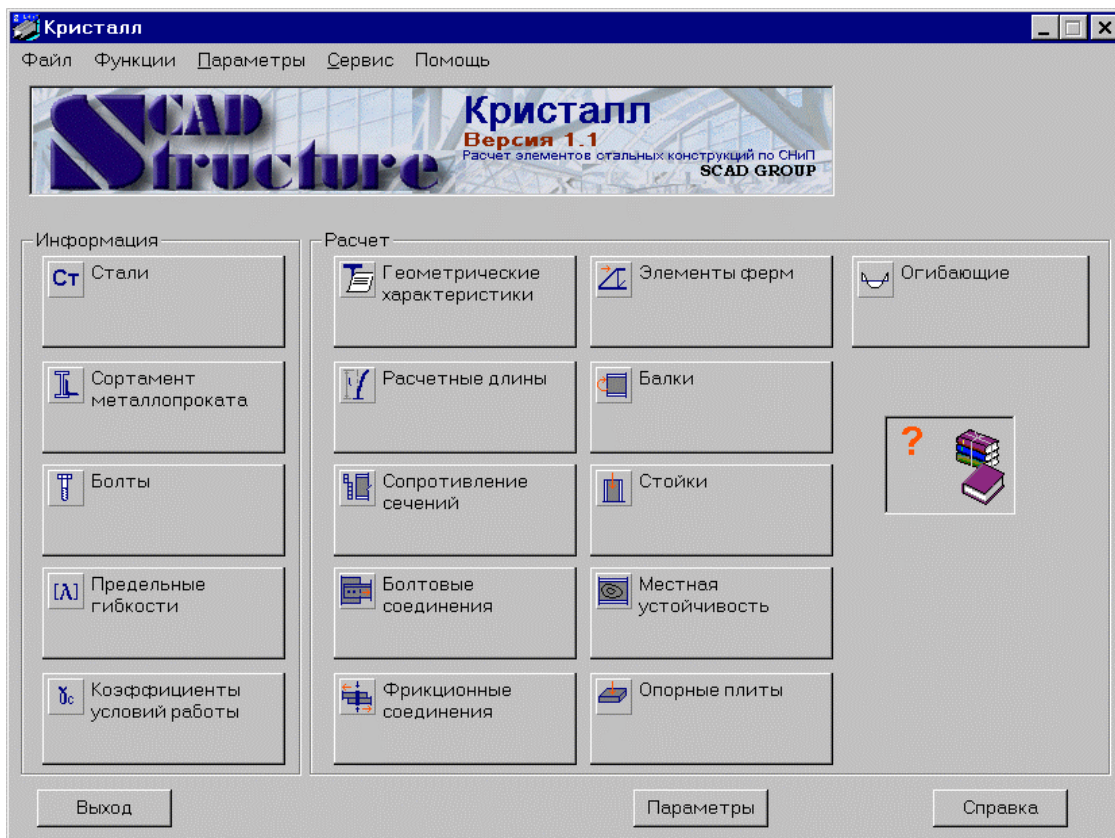 Кристалл
Файл Функции Параметры Сервис Помощь
SCAD
Structure
Кристалл
Версия 1.1
Расчет элементов стальных конструкций по СНиП
SCAD GROUP
Информация
Ст Стали
Сортамент
металлопроката
Болты
[λ] Предельные
гибкости
γc Коэффициенты
условий работы
Расчет
Геометрические
характеристики
Расчетные длины
Сопротивление
сечений
Болтовые
соединения
Фрикционные
соединения
Элементы ферм
Балки
Стойки
Местная
устойчивость
Опорные плиты
Огибающие
?
Выход
Параметры
Справка